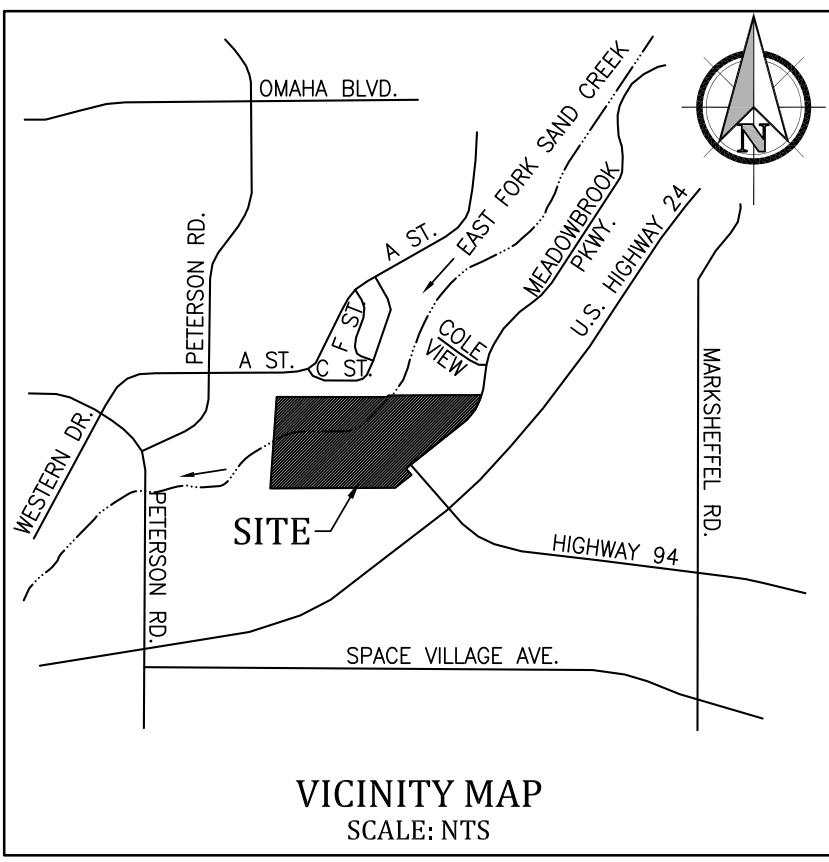 OMAHA BLVD.
N
EAST FORK SAND CREEK
MEADOWBROOK
PKWY.
U.S. HIGHWAY 24
PETERSON RD.
A ST.
F ST.
COLE
VIEW
A ST.
C ST.
MARKSHEFFEL RD.
WESTERN DR.
PETERSON RD.
SITE
HIGHWAY 94
SPACE VILLAGE AVE.
VICINITY MAP
SCALE: NTS